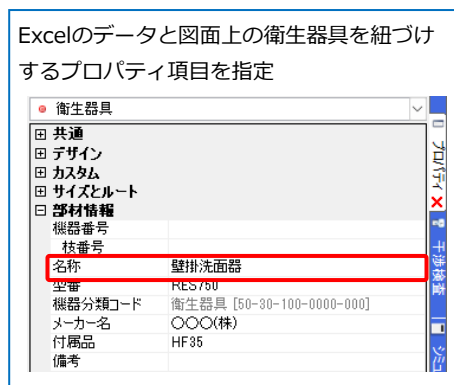 Excelのデータと図面上の衛生器具を紐づけ
するプロパティ項目を指定
衛生器具
共通
デザイン
カスタム
サイズとルート
部材情報
機器番号
枝番号
名称 壁掛洗面器
型番 RES750
機器分類コード 衛生器具 [50-30-100-0000-000]
メーカー名 〇〇〇(株)
付属品 HF35
備考
プロパティ
干渉検査